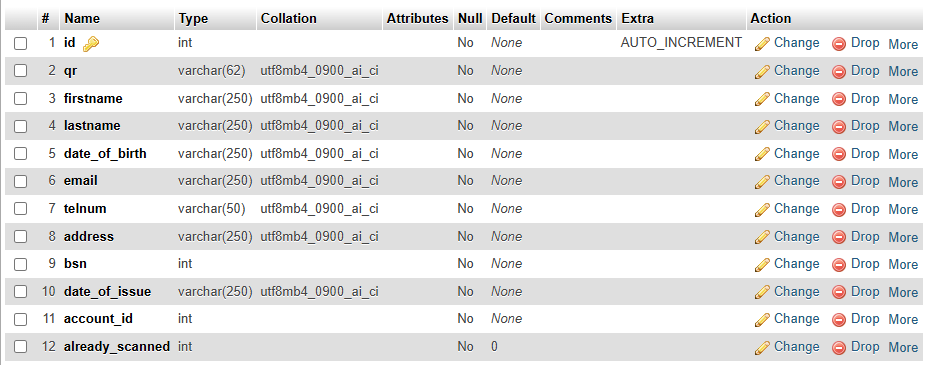 # Name Type Collation Attributes Null Default Comments Extra Action
1 id int No None AUTO_INCREMENT Change Drop More
2 qr varchar(62) utf8mb4_0900_ai_ci No None Change Drop More
3 firstname varchar(250) utf8mb4_0900_ai_ci No None Change Drop More
4 lastname varchar(250) utf8mb4_0900_ai_ci No None Change Drop More
5 date_of_birth varchar(250) utf8mb4_0900_ai_ci No None Change Drop More
6 email varchar(250) utf8mb4_0900_ai_ci No None Change Drop More
7 telnum varchar(50) utf8mb4_0900_ai_ci No None Change Drop More
8 address varchar(250) utf8mb4_0900_ai_ci No None Change Drop More
9 bsn int No None Change Drop More
10 date_of_issue varchar(250) utf8mb4_0900_ai_ci No None Change Drop More
11 account_id int No None Change Drop More
12 already_scanned int No 0 Change Drop More